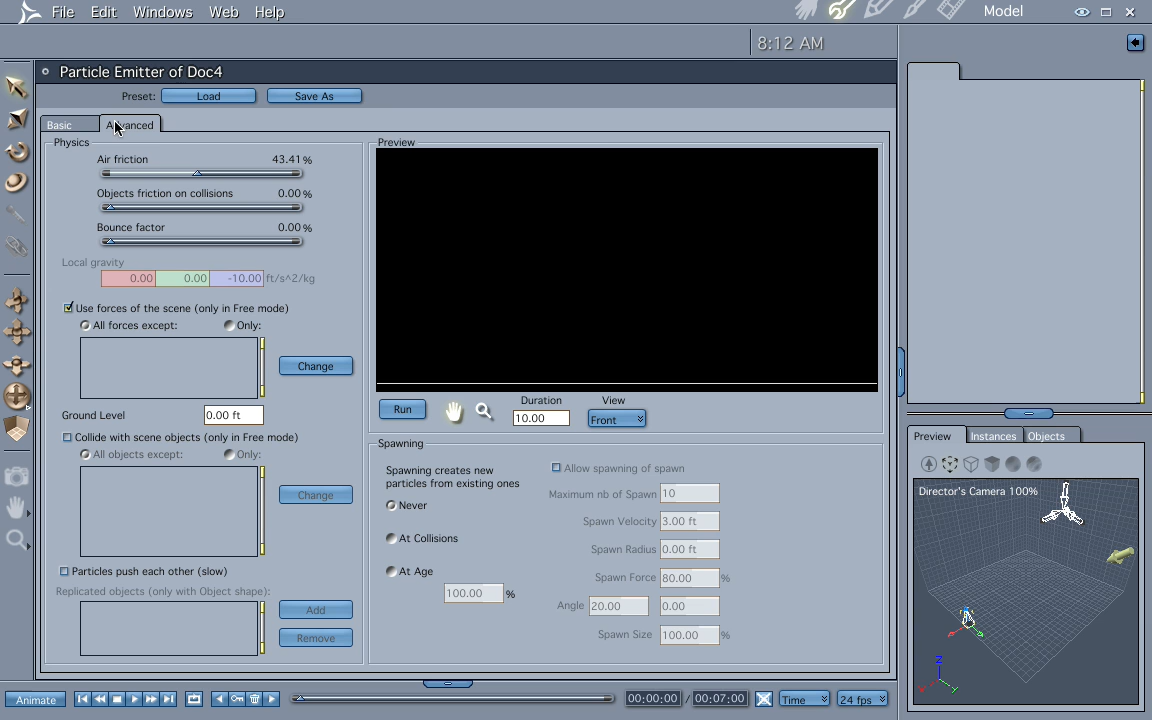 File Edit Windows Web Help Model
8:12 AM
Particle Emitter of Doc4
Preset: Load Save As
Basic Advanced
Physics
Air friction 43.41 %
Objects friction on collisions 0.00 %
Bounce factor 0.00 %
Local gravity
0.00 0.00 -10.00 ft/s^2/kg
Use forces of the scene (only in Free mode)
All forces except: Only:
Change
Ground Level 0.00 ft
Collide with scene objects (only in Free mode)
All objects except: Only:
Change
Particles push each other (slow)
Replicated objects (only with Object shape):
Add
Remove
Preview
Run
Duration
10.00
View
Front
Spawning
Spawning creates new
particles from existing ones
Never
At Collisions
At Age
100.00 %
Allow spawning of spawn
Maximum nb of Spawn 10
Spawn Velocity 3.00 ft
Spawn Radius 0.00 ft
Spawn Force 80.00 %
Angle 20.00 0.00
Spawn Size 100.00 %
Preview Instances Objects
Director's Camera 100%
Z
X
Y
Animate 00:00:00 / 00:07:00 Time 24 fps